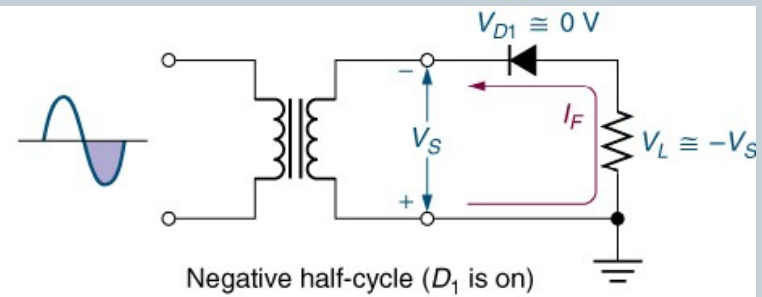 V_D1 ≅ 0 V
−
I_F
V_S
V_L ≅ −V_S
+
Negative half-cycle (D_1 is on)